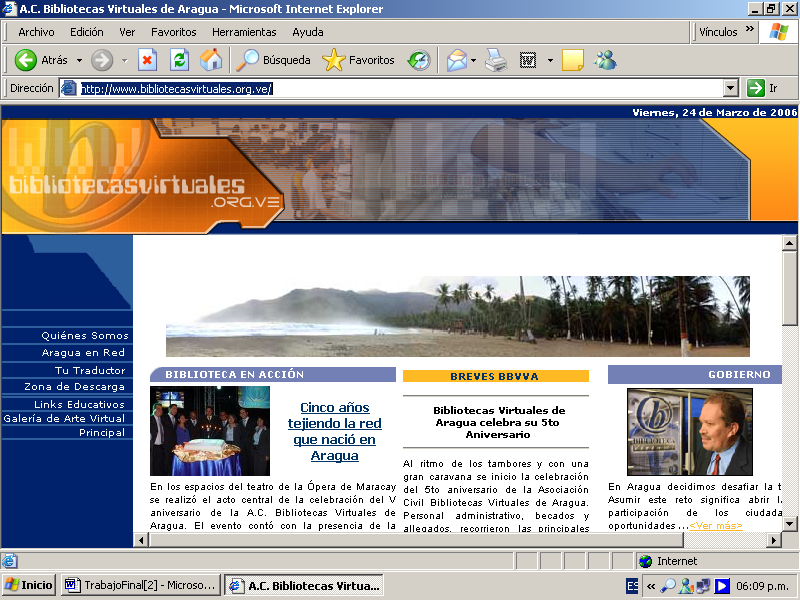 A.C. Bibliotecas Virtuales de Aragua - Microsoft Internet Explorer
Archivo Edición Ver Favoritos Herramientas Ayuda Vínculos »
Atrás Búsqueda Favoritos
Dirección http://www.bibliotecasvirtuales.org.ve/ Ir
Viernes, 24 de Marzo de 2006
bibliotecasvirtuales
.ORG.VE
Quiénes Somos
Aragua en Red
Tu Traductor
Zona de Descarga
Links Educativos
Galería de Arte Virtual
Principal
BIBLIOTECA EN ACCIÓN
Cinco años
tejiendo la red
que nació en
Aragua
En los espacios del teatro de la Ópera de Maracay
se realizó el acto central de la celebración del V
aniversario de la A.C. Bibliotecas Virtuales de
Aragua. El evento contó con la presencia de la
BREVES BBVVA
Bibliotecas Virtuales de
Aragua celebra su 5to
Aniversario
Al ritmo de los tambores y con una
gran caravana se inicio la celebración
del 5to aniversario de la Asociación
Civil Bibliotecas Virtuales de Aragua.
Personal administrativo, becados y
allegados, recorrieron las principales
GOBIERNO
BIBLIOTECA
En Aragua decidimos desafiar la t
Asumir este reto significa abrir l
participación de los ciudada
oportunidades ...<Ver más>
Internet
Inicio TrabajoFinal[2] - Microso... A.C. Bibliotecas Virtua... ES « 06:09 p.m.